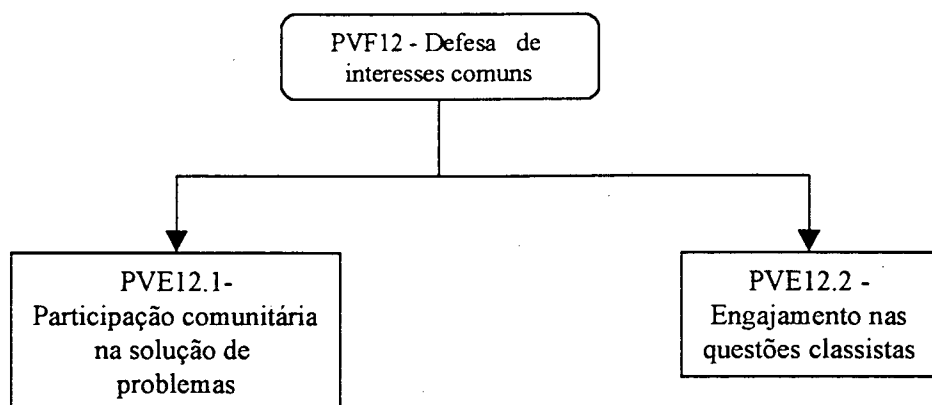 PVF12 - Defesa de
interesses comuns
PVE12.1-
Participação comunitária
na solução de
problemas
PVE12.2 -
Engajamento nas
questões classistas